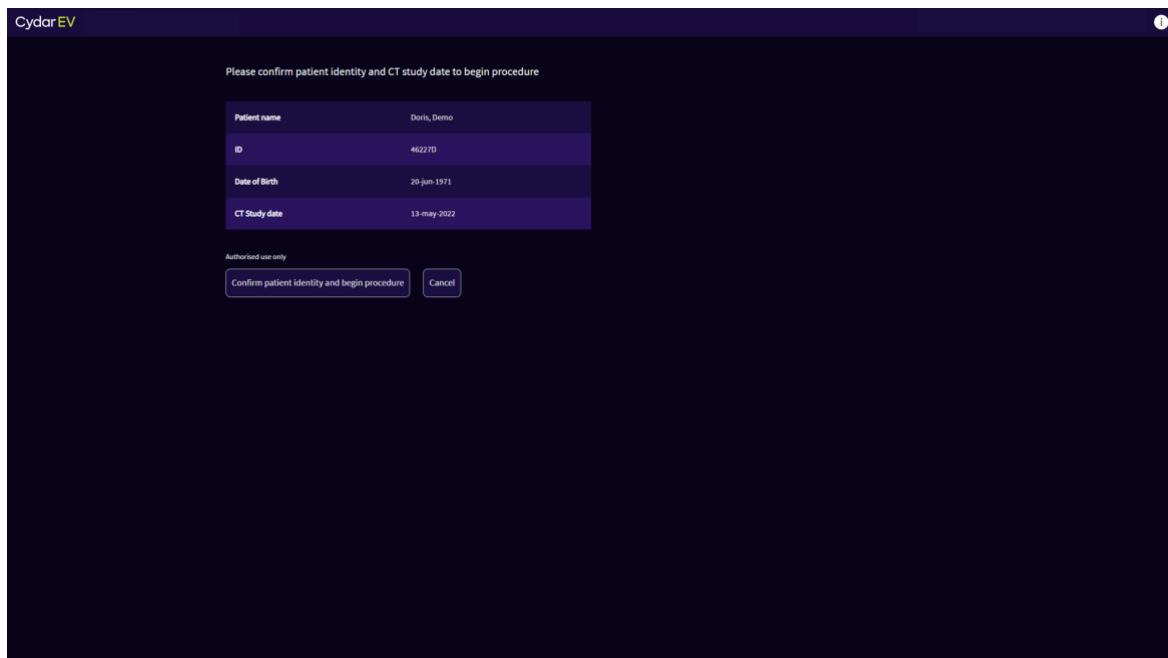 Cydar EV
i
Please confirm patient identity and CT study date to begin procedure
Patient name Doris, Demo
ID 46227D
Date of Birth 20-jun-1971
CT Study date 13-may-2022
Authorised use only
Confirm patient identity and begin procedure Cancel